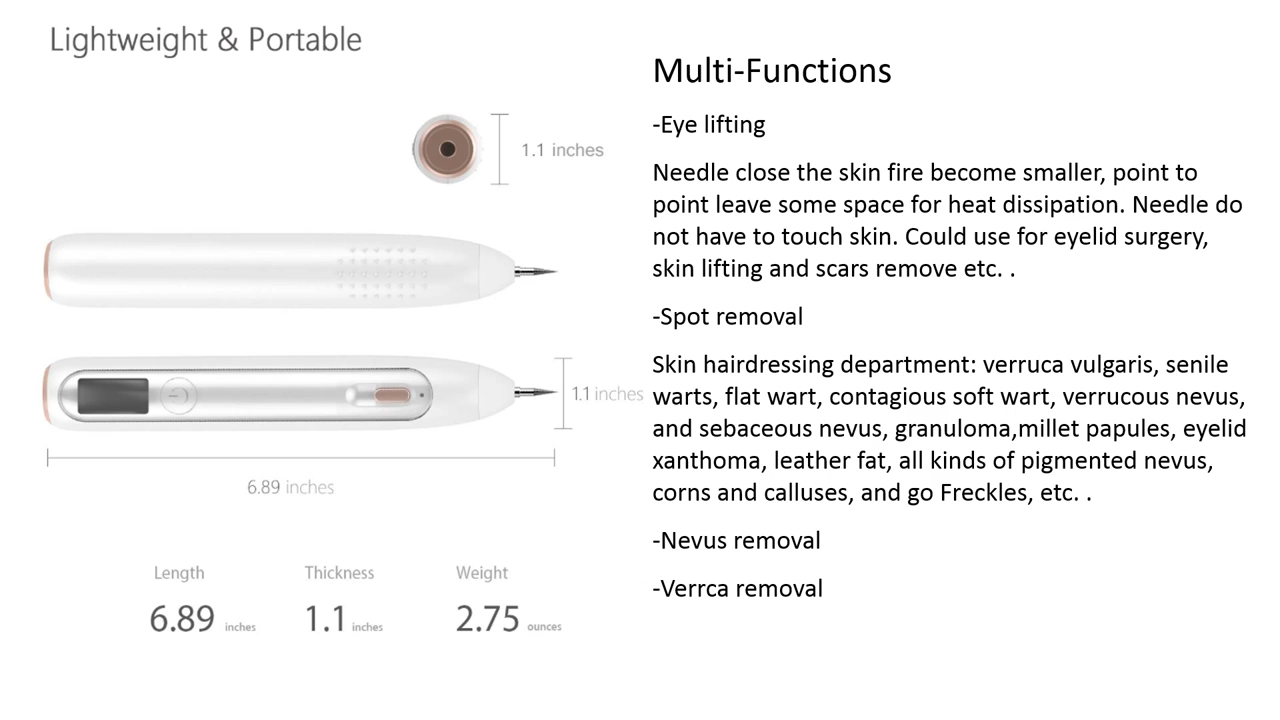 Lightweight & Portable
1.1 inches
1.1 inches
6.89 inches
Length Thickness Weight
6.89 inches 1.1 inches 2.75 ounces
Multi-Functions
-Eye lifting
Needle close the skin fire become smaller, point to
point leave some space for heat dissipation. Needle do
not have to touch skin. Could use for eyelid surgery,
skin lifting and scars remove etc. .
-Spot removal
Skin hairdressing department: verruca vulgaris, senile
warts, flat wart, contagious soft wart, verrucous nevus,
and sebaceous nevus, granuloma,millet papules, eyelid
xanthoma, leather fat, all kinds of pigmented nevus,
corns and calluses, and go Freckles, etc. .
-Nevus removal
-Verrca removal